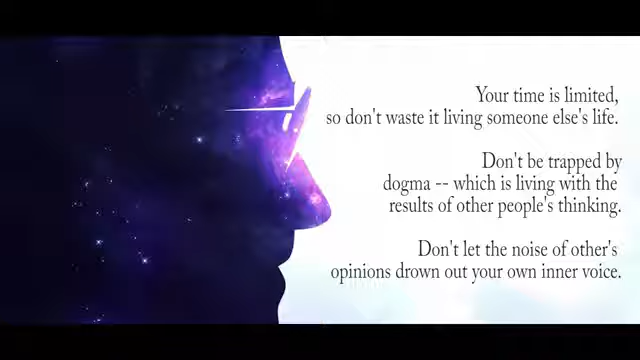 Your time is limited,
so don't waste it living someone else's life.
Don't be trapped by
dogma -- which is living with the
results of other people's thinking.
Don't let the noise of other's
opinions drown out your own inner voice.